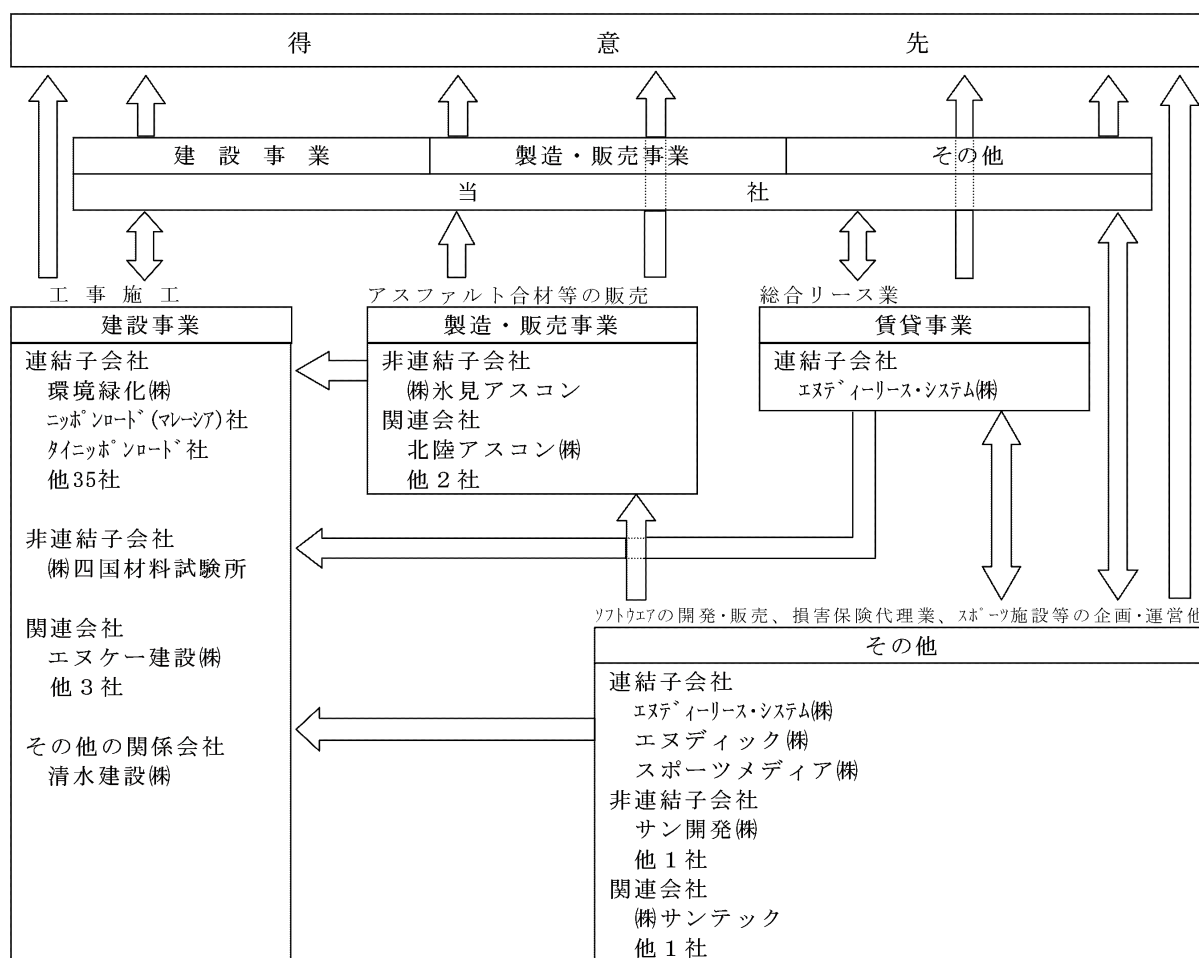 得意先
建設事業
製造・販売事業
その他
当社
工事施工
建設事業
連結子会社
環境緑化㈱
ﾆｯﾎﾟﾝﾛｰﾄﾞ(ﾏﾚｰｼｱ)社
ﾀｲﾆｯﾎﾟﾝﾛｰﾄﾞ社
他35社
非連結子会社
㈱四国材料試験所
関連会社
エヌケー建設㈱
他３社
その他の関係会社
清水建設㈱
アスファルト合材等の販売
製造・販売事業
非連結子会社
㈱氷見アスコン
関連会社
北陸アスコン㈱
他２社
総合リース業
賃貸事業
連結子会社
ｴﾇﾃﾞｨｰﾘｰｽ・ｼｽﾃﾑ㈱
ｿﾌﾄｳｴｱの開発・販売、損害保険代理業、ｽﾎﾟｰﾂ施設等の企画・運営他
その他
連結子会社
ｴﾇﾃﾞｨｰﾘｰｽ・ｼｽﾃﾑ㈱
エヌディック㈱
スポーツメディア㈱
非連結子会社
サン開発㈱
他１社
関連会社
㈱サンテック
他１社